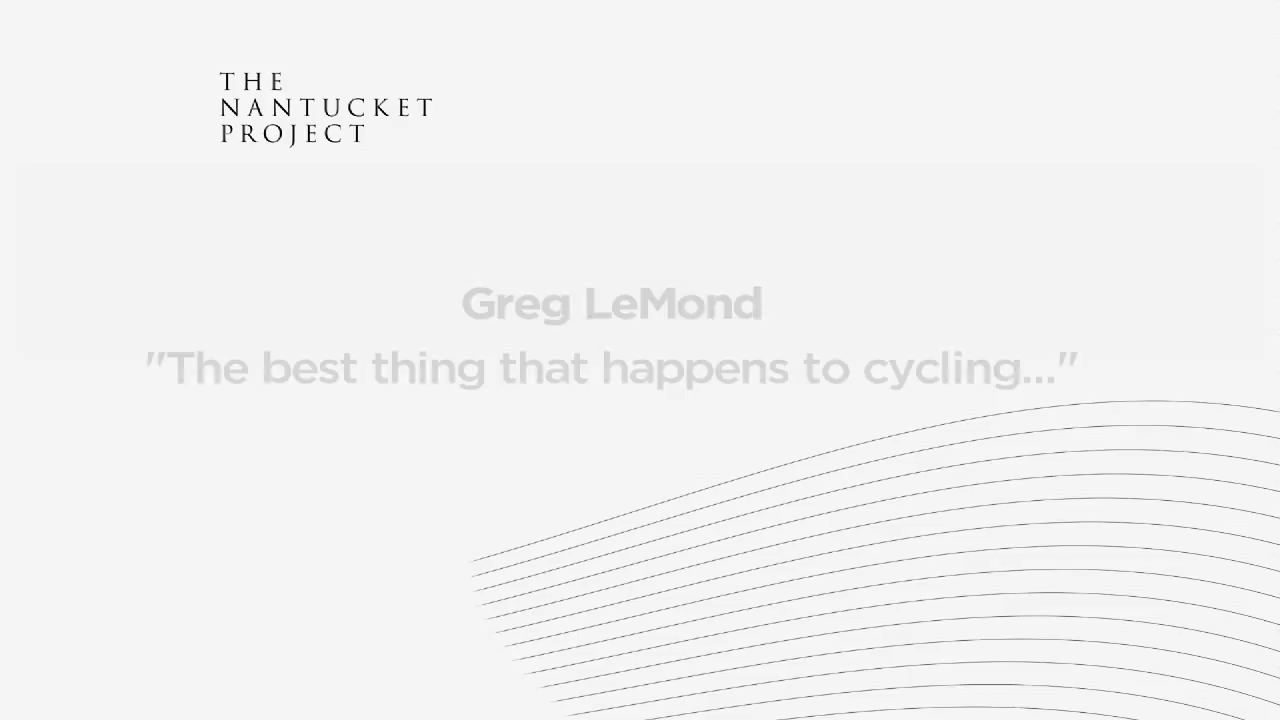 THE
NANTUCKET
PROJECT
Greg LeMond
"The best thing that happens to cycling..."